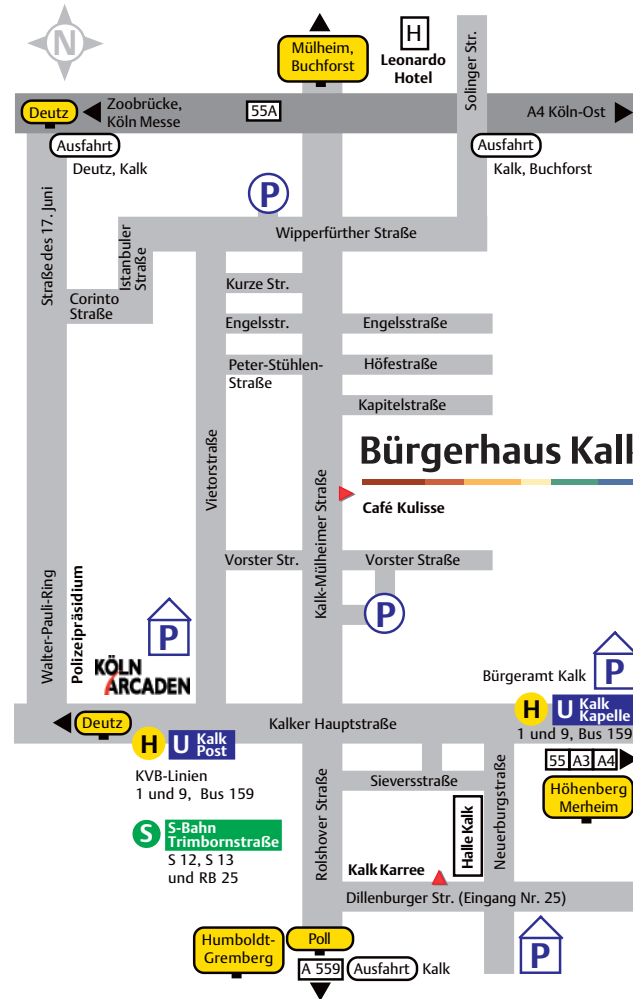 N
Mülheim,
Buchforst
H
Leonardo
Hotel
Solinger Str.
Deutz
Zoobrücke,
Köln Messe
55A
A4 Köln-Ost
Ausfahrt
Deutz, Kalk
Ausfahrt
Kalk, Buchforst
P
Straße des 17. Juni
Istanbuler
Straße
Wipperfürther Straße
Corinto
Straße
Kurze Str.
Engelsstr.
Engelsstraße
Peter-Stühlen-
Straße
Höfestraße
Kapitelstraße
Bürgerhaus Kalk
Café Kulisse
Vietorstraße
Kalk-Mülheimer Straße
Vorster Str.
Vorster Straße
P
Walter-Pauli-Ring
Polizeipräsidium
P
KÖLN
ARCADEN
Bürgeramt Kalk
P
Deutz
Kalker Hauptstraße
H
U Kalk
Post
KVB-Linien
1 und 9, Bus 159
H
U Kalk
Kapelle
1 und 9, Bus 159
55 A3 A4
Höhenberg
Merheim
S
S-Bahn
Trimbornstraße
S 12, S 13
und RB 25
Rolshover Straße
Sieversstraße
Halle Kalk
Neuerburgstraße
Kalk Karree
Dillenburger Str. (Eingang Nr. 25)
Humboldt-
Gremberg
Poll
A 559
Ausfahrt
Kalk
P